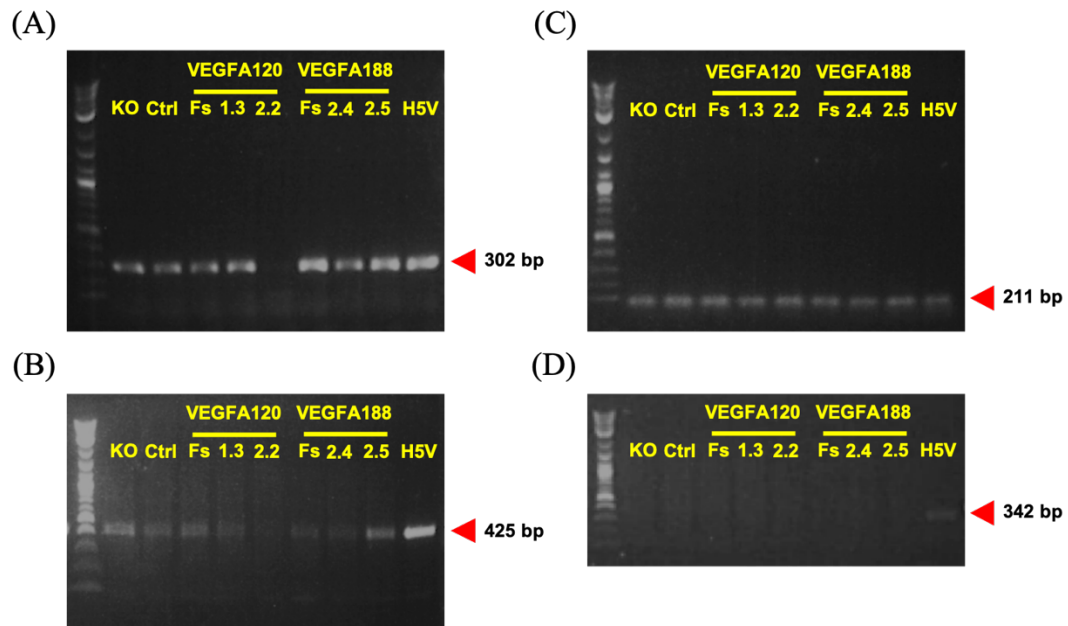 (A)
VEGFA120 VEGFA188
KO Ctrl Fs 1.3 2.2 Fs 2.4 2.5 H5V
302 bp
(C)
VEGFA120 VEGFA188
KO Ctrl Fs 1.3 2.2 Fs 2.4 2.5 H5V
211 bp
(B)
VEGFA120 VEGFA188
KO Ctrl Fs 1.3 2.2 Fs 2.4 2.5 H5V
425 bp
(D)
VEGFA120 VEGFA188
KO Ctrl Fs 1.3 2.2 Fs 2.4 2.5 H5V
342 bp